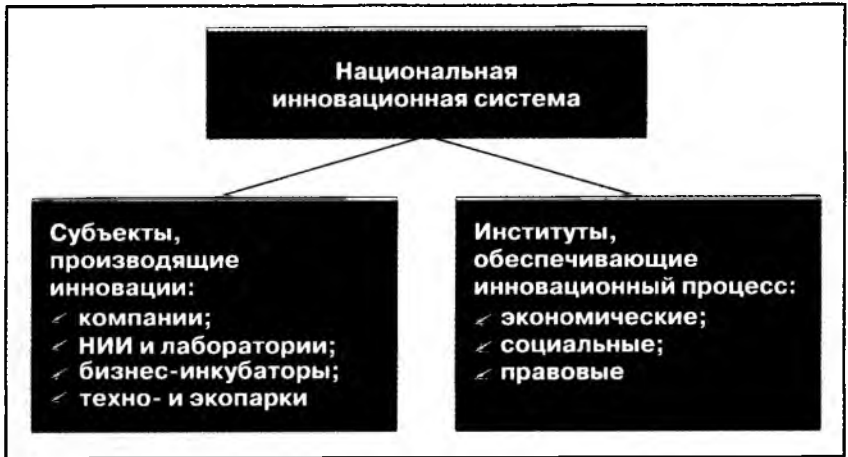 Национальная
инновационная система
Субъекты,
производящие
инновации:
компании;
НИИ и лаборатории;
бизнес-инкубаторы;
техно- и экопарки
Институты,
обеспечивающие
инновационный процесс:
экономические;
социальные;
правовые